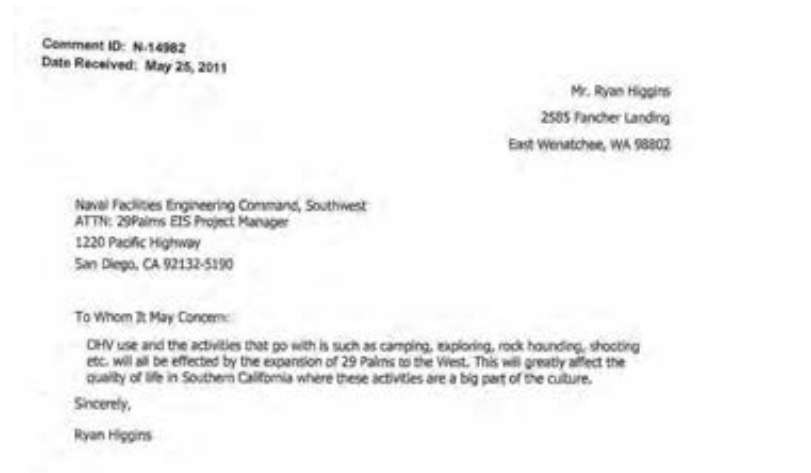 Comment ID: N-14982
Date Received: May 25, 2011
Mr. Ryan Higgins
2585 Fancher Landing
East Wenatchee, WA 98802
Naval Facilities Engineering Command, Southwest
ATTN: 29Palms EIS Project Manager
1220 Pacific Highway
San Diego, CA 92132-5190
To Whom It May Concern:
OHV use and the activities that go with is such as camping, exploring, rock hounding, shooting
etc. will all be effected by the expansion of 29 Palms to the West. This will greatly affect the
quality of life in Southern California where these activities are a big part of the culture.
Sincerely,
Ryan Higgins